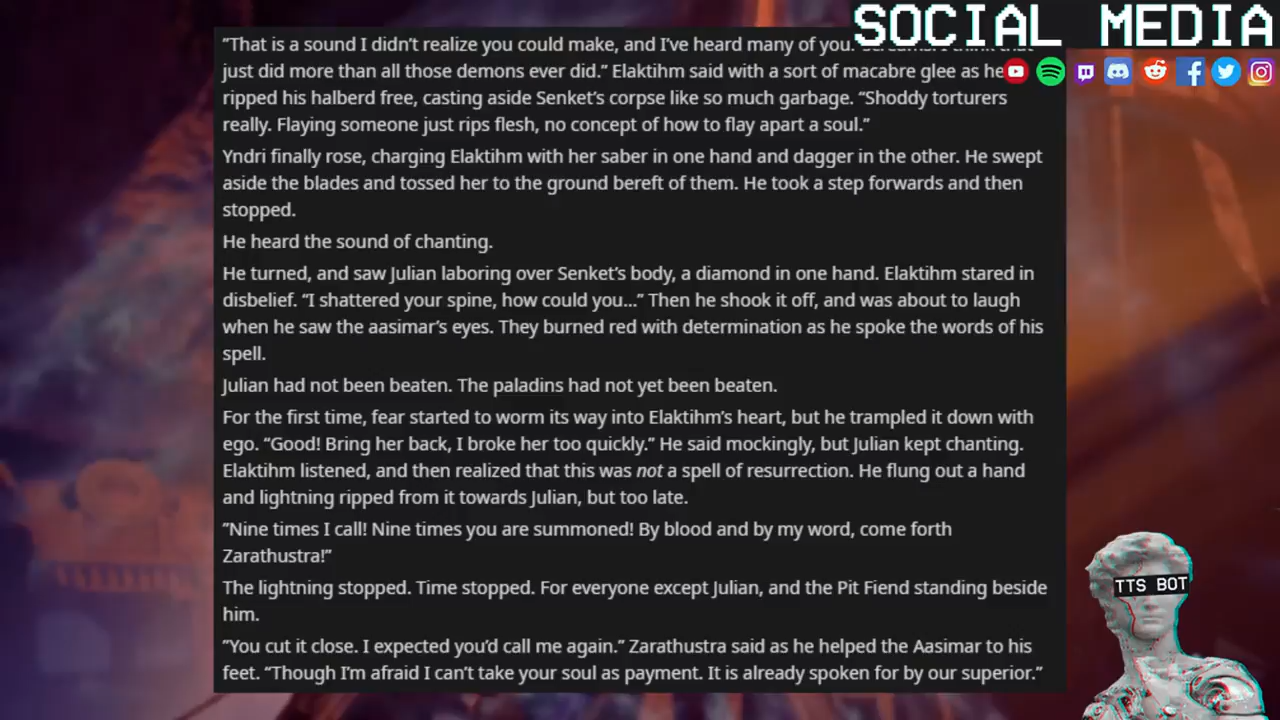 SOCIAL MEDIA
“That is a sound I didn’t realize you could make, and I’ve heard many of you. Screams. I think that
just did more than all those demons ever did.” Elaktihm said with a sort of macabre glee as he
ripped his halberd free, casting aside Senket’s corpse like so much garbage. “Shoddy torturers
really. Flaying someone just rips flesh, no concept of how to flay apart a soul.”
Yndri finally rose, charging Elaktihm with her saber in one hand and dagger in the other. He swept
aside the blades and tossed her to the ground bereft of them. He took a step forwards and then
stopped.
He heard the sound of chanting.
He turned, and saw Julian laboring over Senket’s body, a diamond in one hand. Elaktihm stared in
disbelief. “I shattered your spine, how could you...” Then he shook it off, and was about to laugh
when he saw the aasimar’s eyes. They burned red with determination as he spoke the words of his
spell.
Julian had not been beaten. The paladins had not yet been beaten.
For the first time, fear started to worm its way into Elaktihm’s heart, but he trampled it down with
ego. “Good! Bring her back, I broke her too quickly.” He said mockingly, but Julian kept chanting.
Elaktihm listened, and then realized that this was not a spell of resurrection. He flung out a hand
and lightning ripped from it towards Julian, but too late.
“Nine times I call! Nine times you are summoned! By blood and by my word, come forth
Zarathustra!”
The lightning stopped. Time stopped. For everyone except Julian, and the Pit Fiend standing beside
him.
“You cut it close. I expected you’d call me again.” Zarathustra said as he helped the Aasimar to his
feet. “Though I’m afraid I can’t take your soul as payment. It is already spoken for by our superior.”
TTS BOT